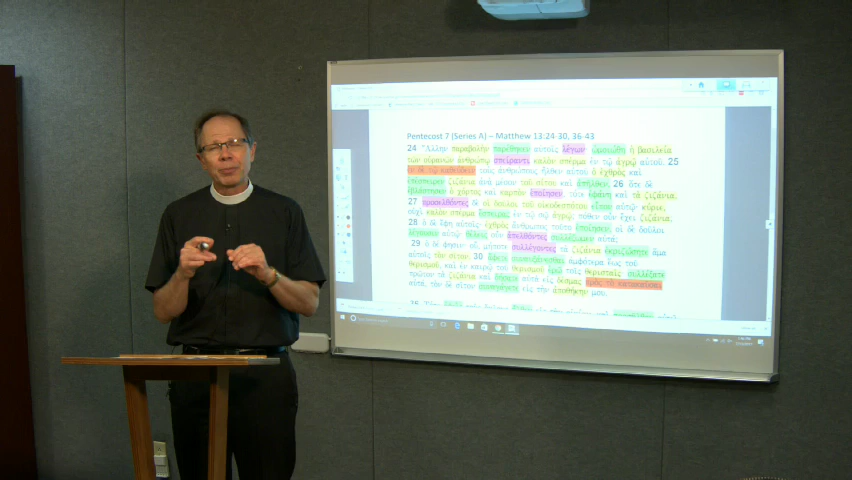 Pentecost 7 (Series A) – Matthew 13:24-30, 36-43
24 Ἄλλην παραβολὴν παρέθηκεν αὐτοῖς λέγων· ὡμοιώθη ἡ βασιλεία
τῶν οὐρανῶν ἀνθρώπῳ σπείραντι καλὸν σπέρμα ἐν τῷ ἀγρῷ αὐτοῦ. 25
ἐν δὲ τῷ καθεύδειν τοὺς ἀνθρώπους ἦλθεν αὐτοῦ ὁ ἐχθρὸς καὶ
ἐπέσπειρεν ζιζάνια ἀνὰ μέσον τοῦ σίτου καὶ ἀπῆλθεν. 26 ὅτε δὲ
ἐβλάστησεν ὁ χόρτος καὶ καρπὸν ἐποίησεν, τότε ἐφάνη καὶ τὰ ζιζάνια.
27 προσελθόντες δὲ οἱ δοῦλοι τοῦ οἰκοδεσπότου εἶπον αὐτῷ· κύριε,
οὐχὶ καλὸν σπέρμα ἔσπειρας ἐν τῷ σῷ ἀγρῷ; πόθεν οὖν ἔχει ζιζάνια;
28 ὁ δὲ ἔφη αὐτοῖς· ἐχθρὸς ἄνθρωπος τοῦτο ἐποίησεν. οἱ δὲ δοῦλοι
λέγουσιν αὐτῷ· θέλεις οὖν ἀπελθόντες συλλέξωμεν αὐτά;
29 ὁ δέ φησιν· οὔ, μήποτε συλλέγοντες τὰ ζιζάνια ἐκριζώσητε ἅμα
αὐτοῖς τὸν σῖτον. 30 ἄφετε συναυξάνεσθαι ἀμφότερα ἕως τοῦ
θερισμοῦ, καὶ ἐν καιρῷ τοῦ θερισμοῦ ἐρῶ τοῖς θερισταῖς· συλλέξατε
πρῶτον τὰ ζιζάνια καὶ δήσατε αὐτὰ εἰς δέσμας πρὸς τὸ κατακαῦσαι
αὐτά, τὸν δὲ σῖτον συναγάγετε εἰς τὴν ἀποθήκην μου.